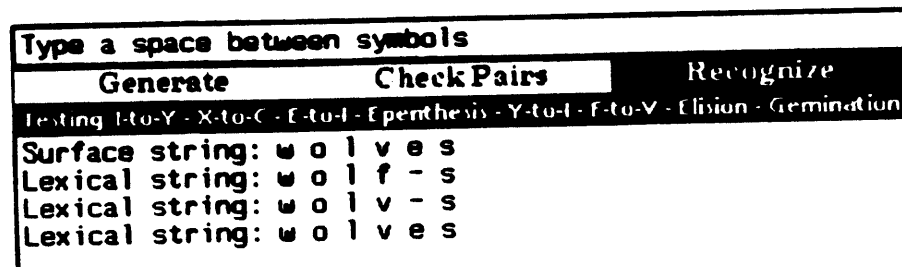 Type a space between symbols
Generate Check Pairs Recognize
Testing I-to-Y - X-to-C - E-to-I - Epenthesis - Y-to-I - F-to-V - Elision - Gemination
Surface string: w o l v e s
Lexical string: w o l f - s
Lexical string: w o l v - s
Lexical string: w o l v e s